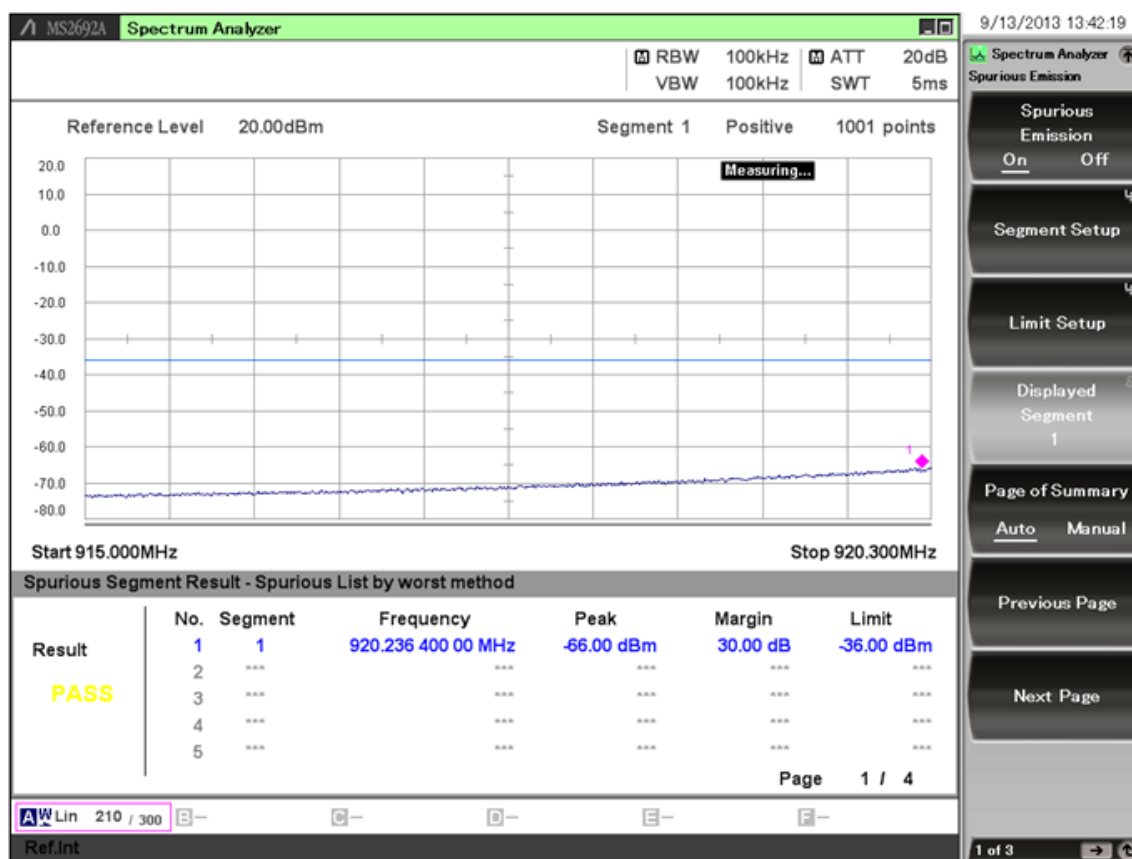 MS2692A Spectrum Analyzer
9/13/2013 13:42:19
A RBW 100kHz A ATT 20dB
VBW 100kHz SWT 5ms
Reference Level 20.00dBm Segment 1 Positive 1001 points
Measuring...
20.0
10.0
0.0
-10.0
-20.0
-30.0
-40.0
-50.0
-60.0
-70.0
-80.0
1
Start 915.000MHz Stop 920.300MHz
Spurious Segment Result - Spurious List by worst method
No. Segment Frequency Peak Margin Limit
1 1 920.236 400 00 MHz -66.00 dBm 30.00 dB -36.00 dBm
2 *** *** *** *** ***
3 *** *** *** *** ***
4 *** *** *** *** ***
5 *** *** *** *** ***
Result
PASS
Page 1 / 4
A W Lin 210 / 300 B-- C-- D-- E-- F--
Ref.Int
Spectrum Analyzer
Spurious Emission
Spurious
Emission
On Off
Segment Setup
Limit Setup
Displayed
Segment
1
Page of Summary
Auto Manual
Previous Page
Next Page
1 of 3